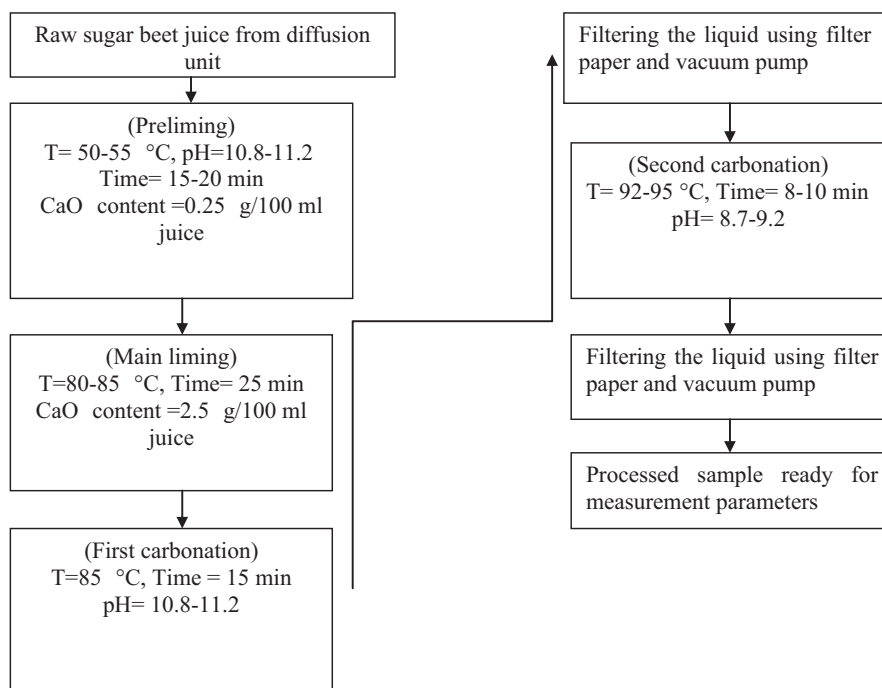 Raw sugar beet juice from diffusion
unit
(Preliming)
T= 50-55 °C, pH=10.8-11.2
Time= 15-20 min
CaO content =0.25 g/100 ml
juice
(Main liming)
T=80-85 °C, Time= 25 min
CaO content =2.5 g/100 ml
juice
(First carbonation)
T=85 °C, Time = 15 min
pH= 10.8-11.2
Filtering the liquid using filter
paper and vacuum pump
(Second carbonation)
T= 92-95 °C, Time= 8-10 min
pH= 8.7-9.2
Filtering the liquid using filter
paper and vacuum pump
Processed sample ready for
measurement parameters